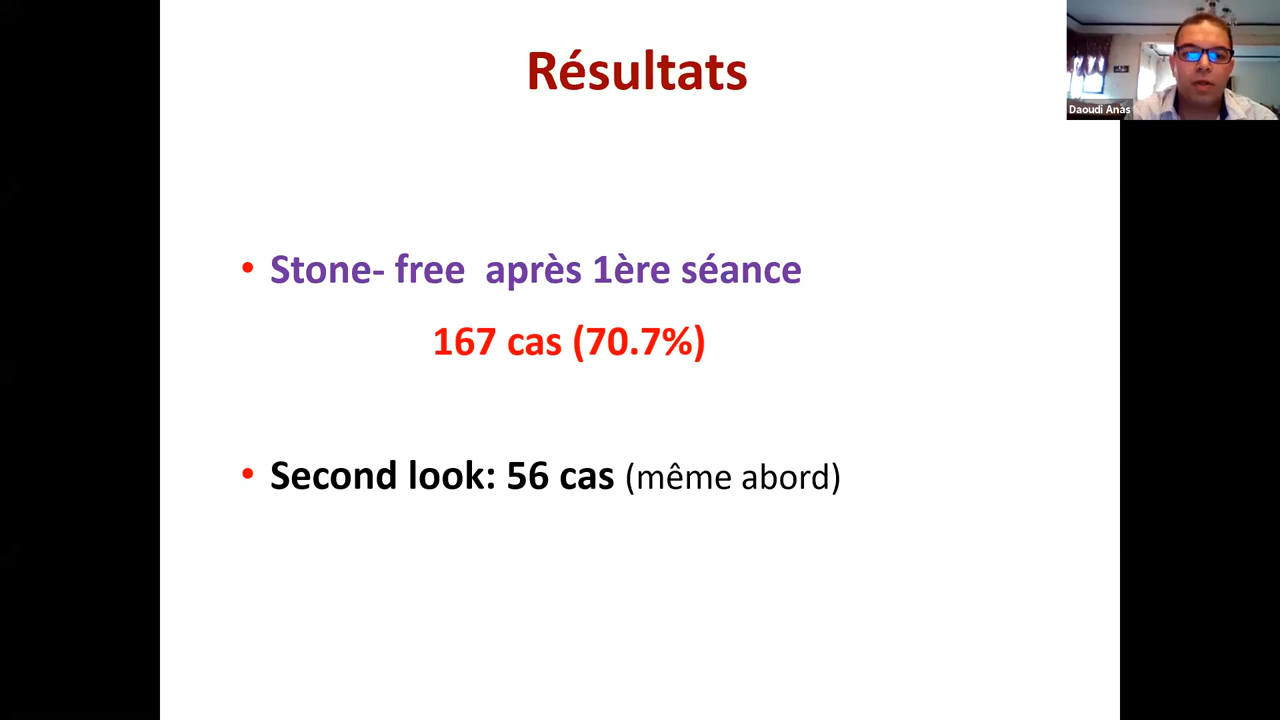 Résultats
Daoudi Anas
• Stone- free après 1ère séance
167 cas (70.7%)
• Second look: 56 cas (même abord)